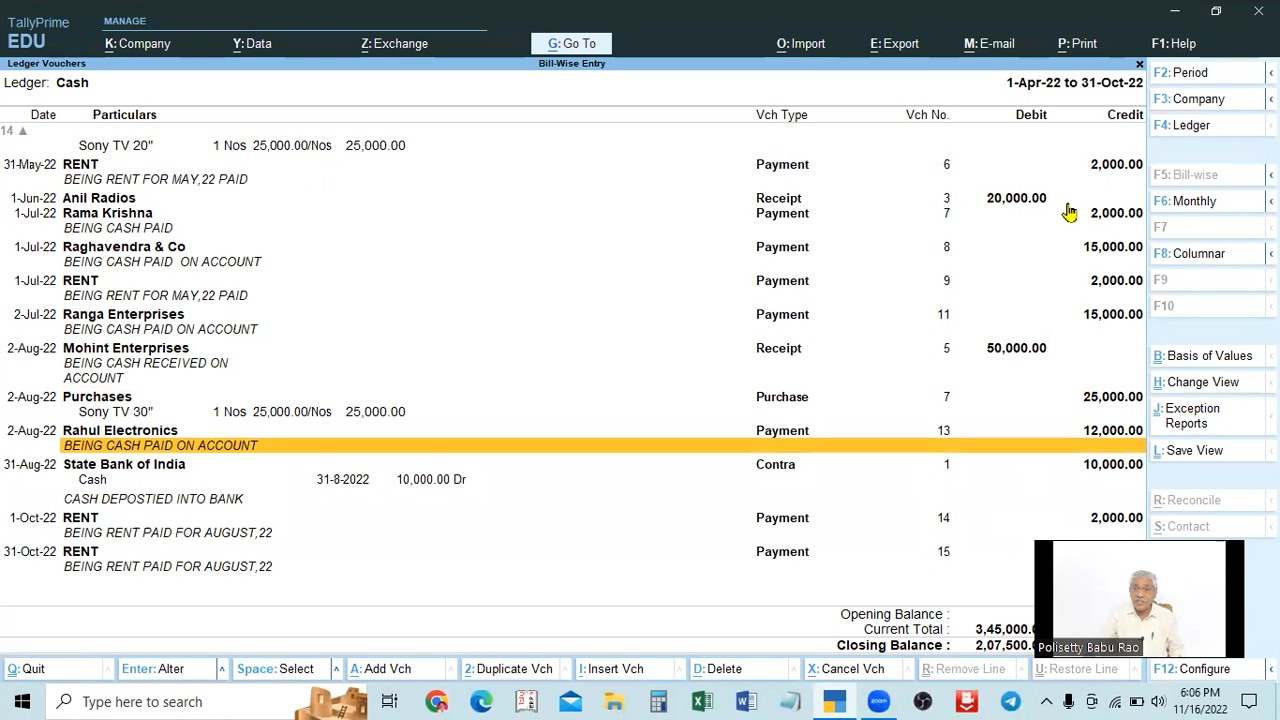 TallyPrime
MANAGE
EDU
K: Company
Y: Data
Z: Exchange
G: Go To
O: Import
E: Export
M: E-mail
P: Print
F1: Help
Ledger Vouchers
Bill-Wise Entry
Ledger: Cash
1-Apr-22 to 31-Oct-22
Date Particulars Vch Type Vch No. Debit Credit
14
Sony TV 20" 1 Nos 25,000.00/Nos 25,000.00
31-May-22 RENT Payment 6 2,000.00
BEING RENT FOR MAY,22 PAID
1-Jun-22 Anil Radios Receipt 3 20,000.00
1-Jul-22 Rama Krishna Payment 7 2,000.00
BEING CASH PAID
1-Jul-22 Raghavendra & Co Payment 8 15,000.00
BEING CASH PAID ON ACCOUNT
1-Jul-22 RENT Payment 9 2,000.00
BEING RENT FOR MAY,22 PAID
2-Jul-22 Ranga Enterprises Payment 11 15,000.00
BEING CASH PAID ON ACCOUNT
2-Aug-22 Mohint Enterprises Receipt 5 50,000.00
BEING CASH RECEIVED ON
ACCOUNT
2-Aug-22 Purchases Purchase 7 25,000.00
Sony TV 30" 1 Nos 25,000.00/Nos 25,000.00
2-Aug-22 Rahul Electronics Payment 13 12,000.00
BEING CASH PAID ON ACCOUNT
31-Aug-22 State Bank of India Contra 1 10,000.00
Cash 31-8-2022 10,000.00 Dr
CASH DEPOSTIED INTO BANK
1-Oct-22 RENT Payment 14 2,000.00
BEING RENT PAID FOR AUGUST,22
31-Oct-22 RENT Payment 15
BEING RENT PAID FOR AUGUST,22
Opening Balance :
Current Total : 3,45,000.
Closing Balance : 2,07,500.
F2: Period
F3: Company
F4: Ledger
F5: Bill-wise
F6: Monthly
F7
F8: Columnar
F9
F10
B: Basis of Values
H: Change View
J: Exception
Reports
L: Save View
R: Reconcile
S: Contact
Polisetty Babu Rao
Q: Quit
Enter: Alter
Space: Select
A: Add Vch
2: Duplicate Vch
I: Insert Vch
D: Delete
X: Cancel Vch
R: Remove Line
U: Restore Line
F12: Configure
Type here to search
zoom
6:06 PM
11/16/2022